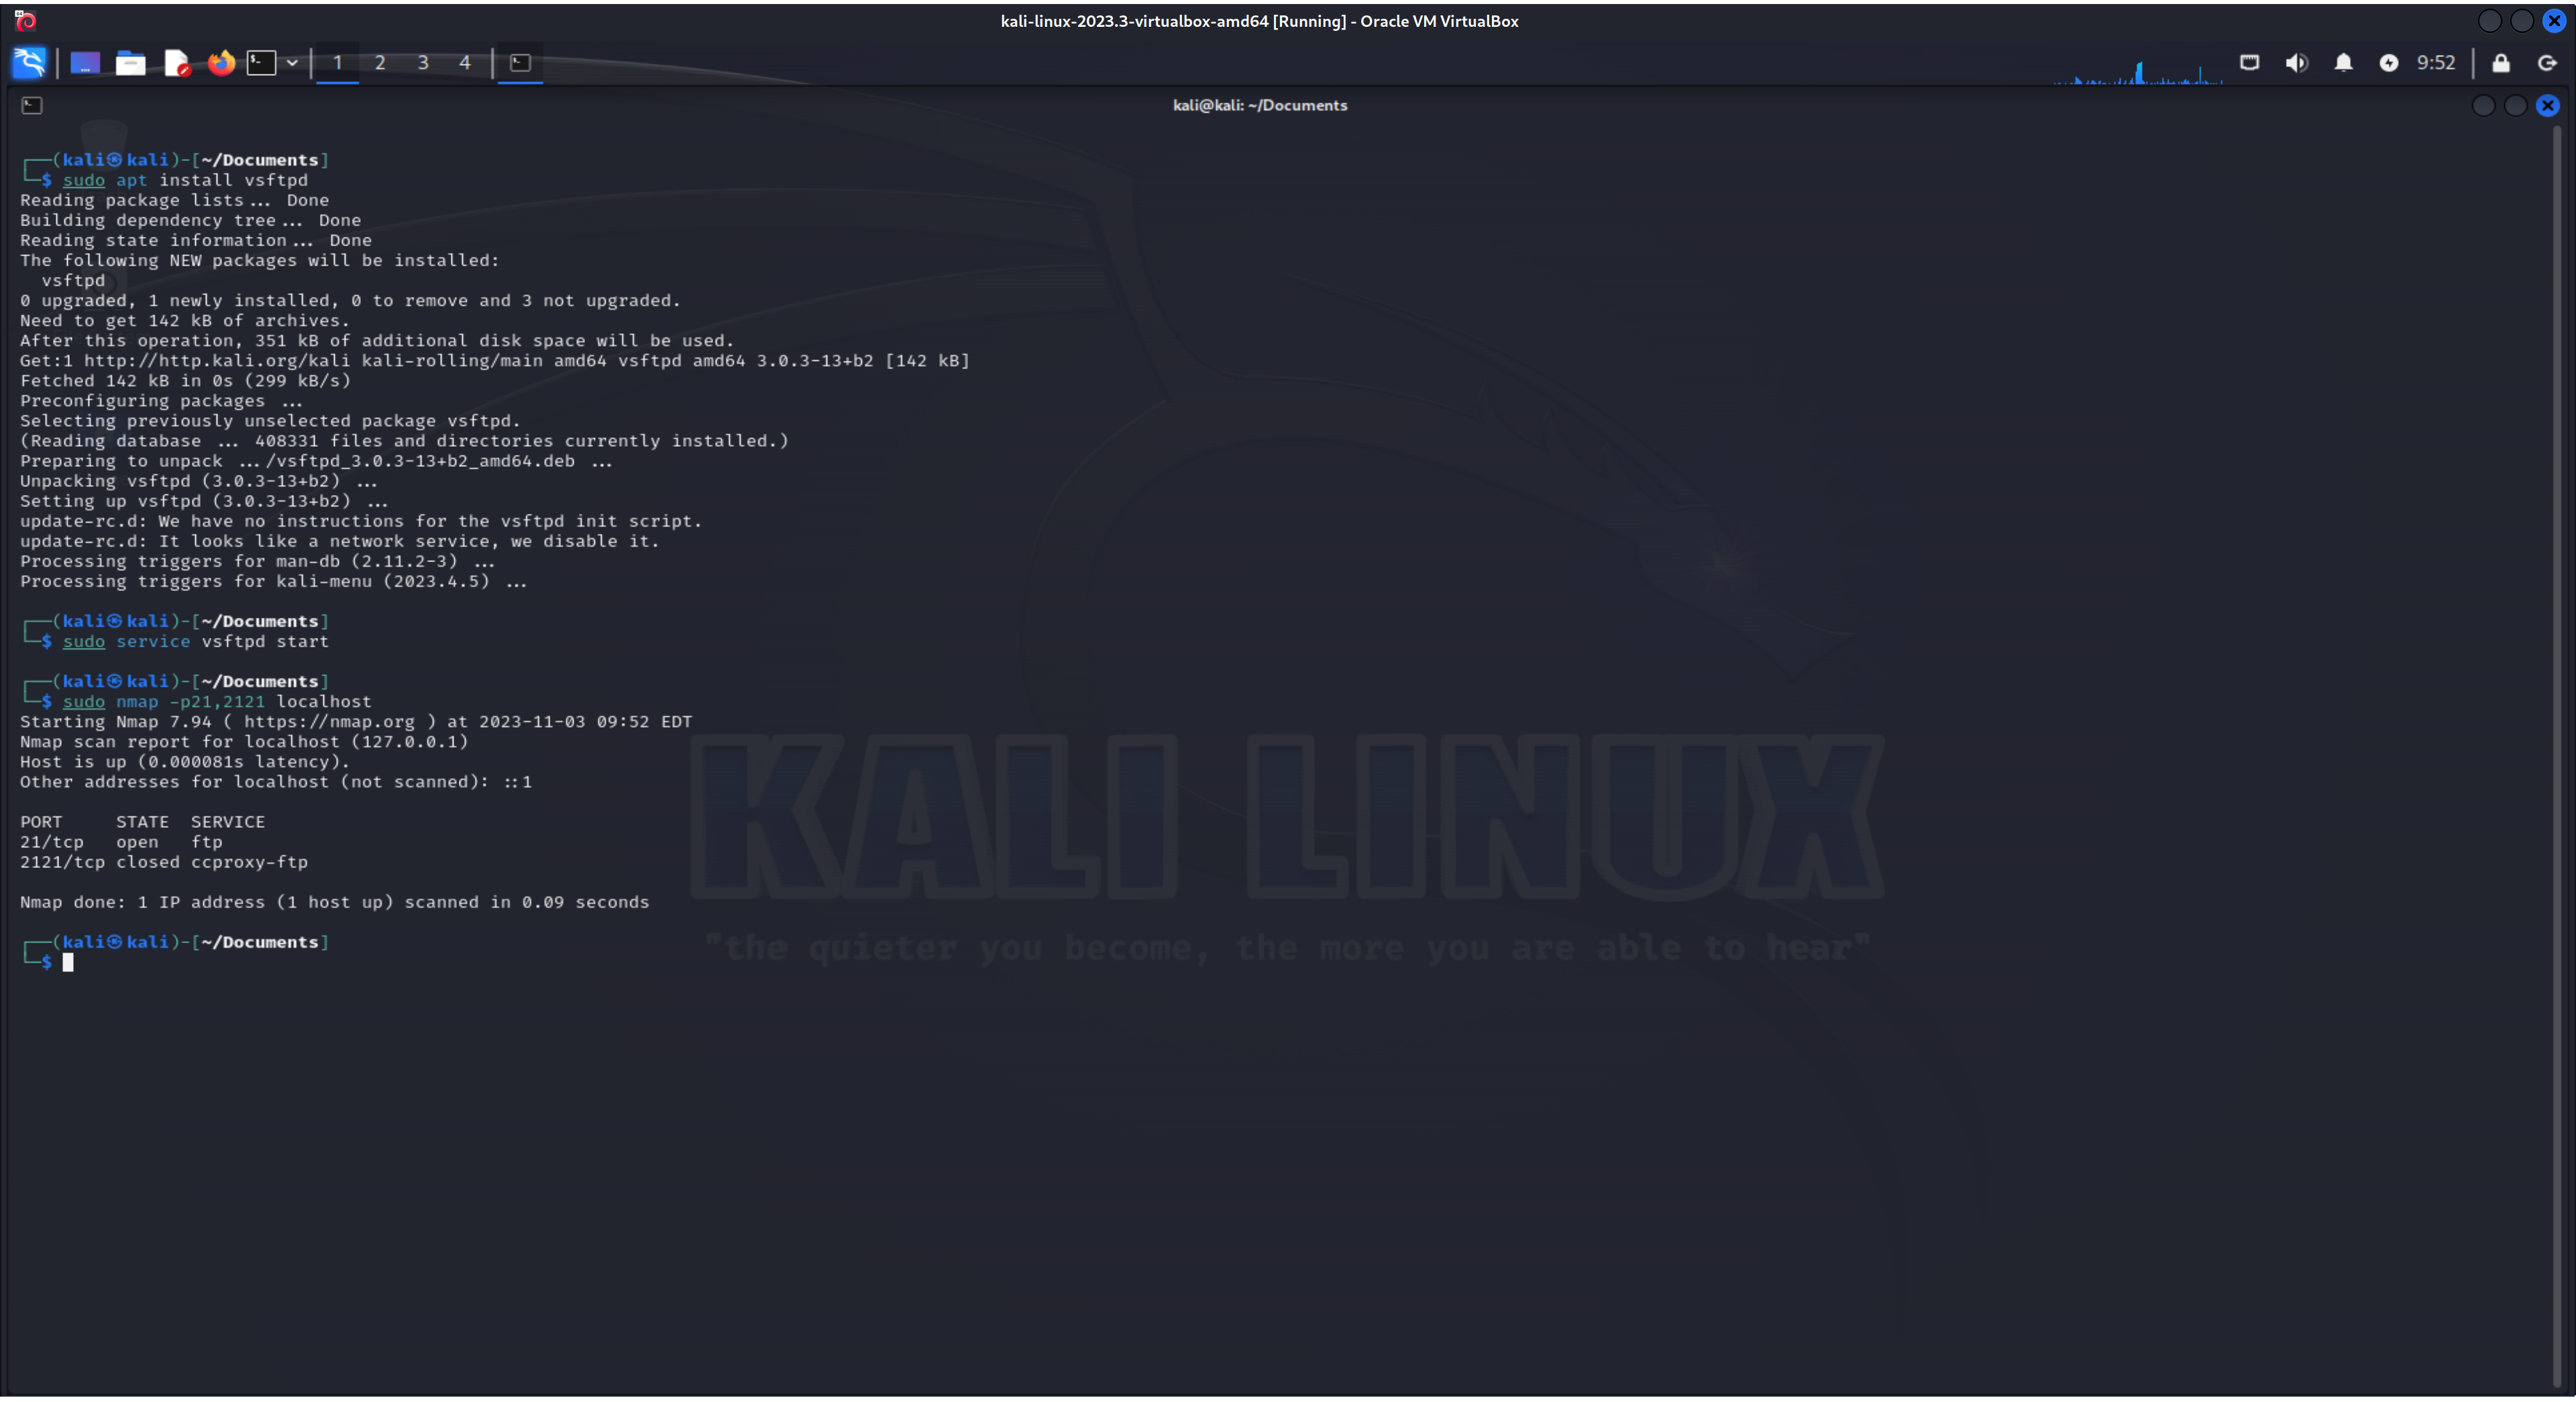 kali-linux-2023.3-virtualbox-amd64 [Running] - Oracle VM VirtualBox
1 2 3 4
9:52
kali@kali: ~/Documents
┌──(kali㉿kali)-[~/Documents]
└─$ sudo apt install vsftpd
Reading package lists... Done
Building dependency tree... Done
Reading state information... Done
The following NEW packages will be installed:
  vsftpd
0 upgraded, 1 newly installed, 0 to remove and 3 not upgraded.
Need to get 142 kB of archives.
After this operation, 351 kB of additional disk space will be used.
Get:1 http://http.kali.org/kali kali-rolling/main amd64 vsftpd amd64 3.0.3-13+b2 [142 kB]
Fetched 142 kB in 0s (299 kB/s)
Preconfiguring packages ...
Selecting previously unselected package vsftpd.
(Reading database ... 408331 files and directories currently installed.)
Preparing to unpack .../vsftpd_3.0.3-13+b2_amd64.deb ...
Unpacking vsftpd (3.0.3-13+b2) ...
Setting up vsftpd (3.0.3-13+b2) ...
update-rc.d: We have no instructions for the vsftpd init script.
update-rc.d: It looks like a network service, we disable it.
Processing triggers for man-db (2.11.2-3) ...
Processing triggers for kali-menu (2023.4.5) ...
┌──(kali㉿kali)-[~/Documents]
└─$ sudo service vsftpd start
┌──(kali㉿kali)-[~/Documents]
└─$ sudo nmap -p21,2121 localhost
Starting Nmap 7.94 ( https://nmap.org ) at 2023-11-03 09:52 EDT
Nmap scan report for localhost (127.0.0.1)
Host is up (0.000081s latency).
Other addresses for localhost (not scanned): ::1
PORT     STATE  SERVICE
21/tcp   open   ftp
2121/tcp closed ccproxy-ftp
Nmap done: 1 IP address (1 host up) scanned in 0.09 seconds
┌──(kali㉿kali)-[~/Documents]
└─$
KALI LINUX
"the quieter you become, the more you are able to hear"